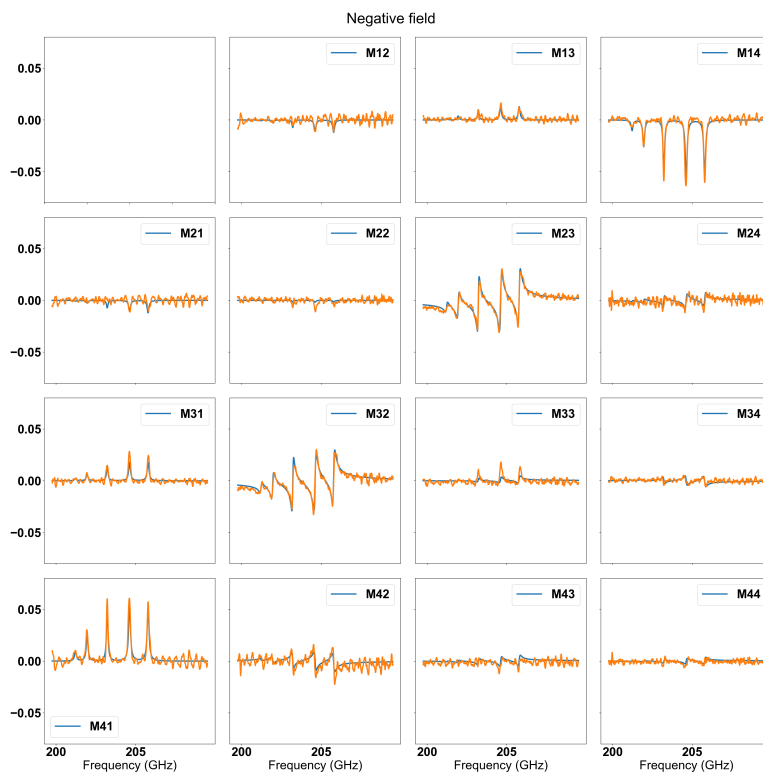 Negative field
0.05
0.00
−0.05
M12
M13
M14
0.05
0.00
−0.05
M21
M22
M23
M24
0.05
0.00
−0.05
M31
M32
M33
M34
0.05
0.00
−0.05
M41
M42
M43
M44
200 205
200 205
200 205
200 205
Frequency (GHz)
Frequency (GHz)
Frequency (GHz)
Frequency (GHz)